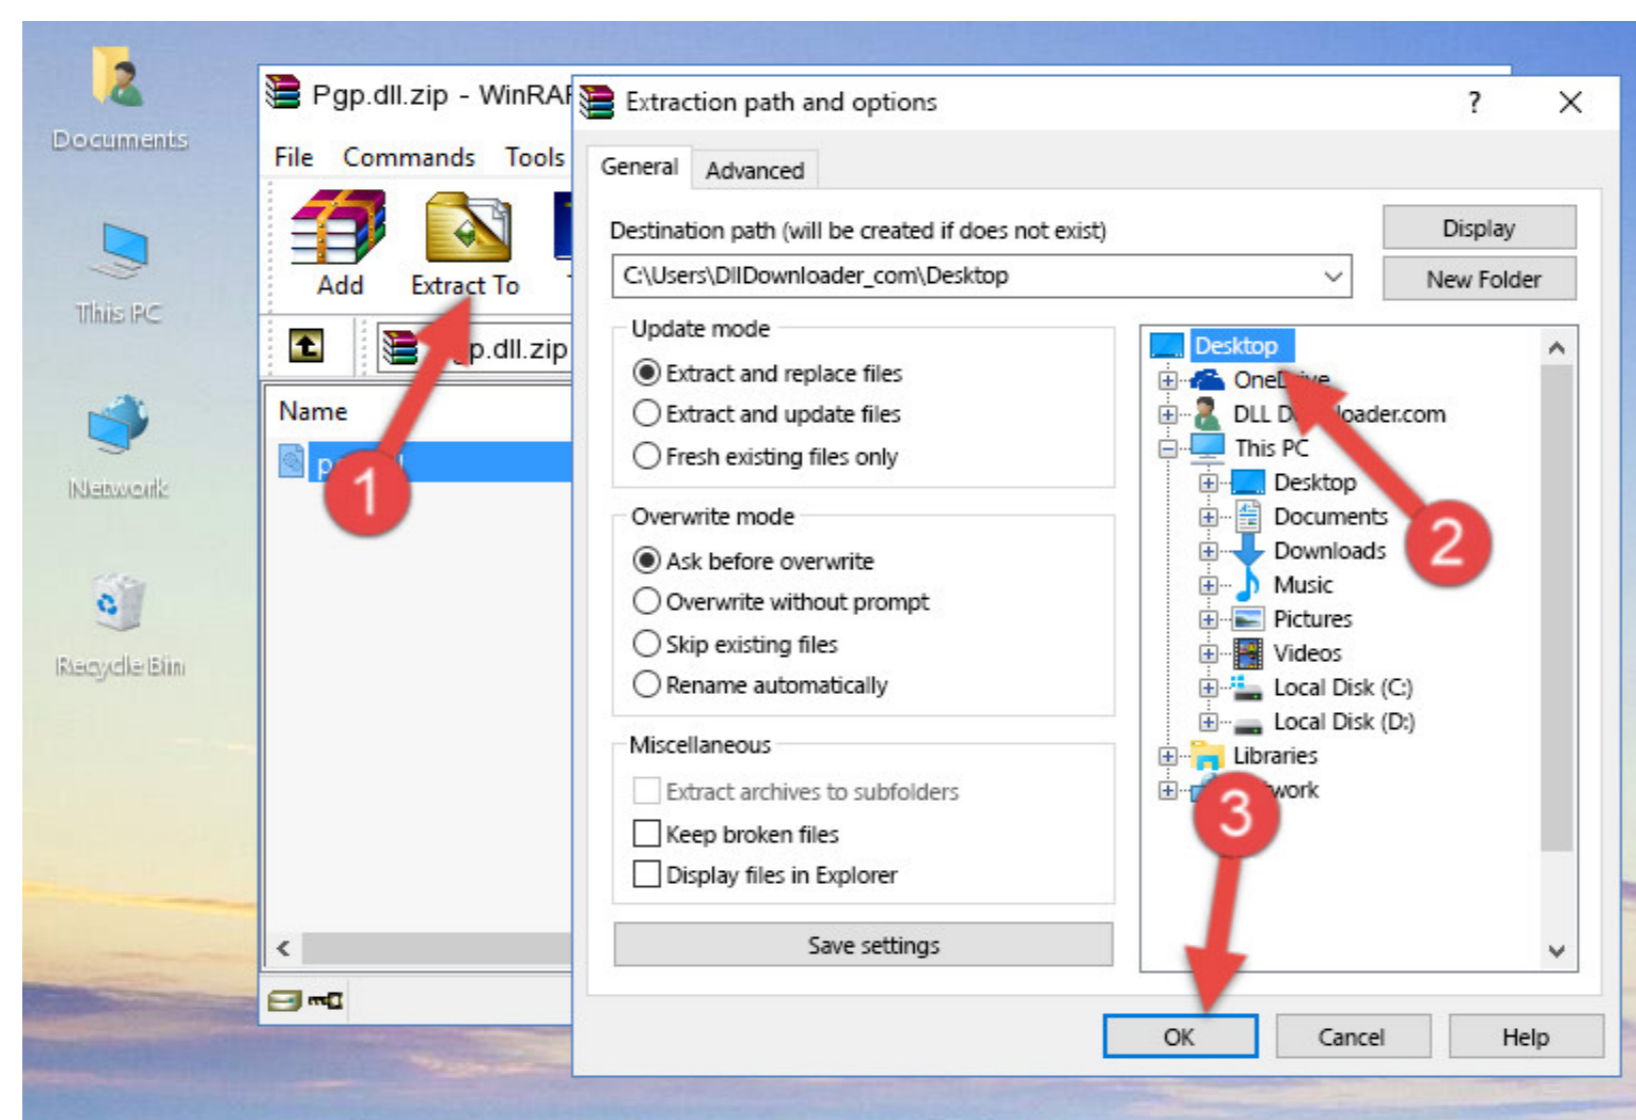 Documents
This PC
Network
Recycle Bin
Pgp.dll.zip - WinRAR
File Commands Tools
Add Extract To
p.dll.zip
Name
1
Extraction path and options
? X
General Advanced
Destination path (will be created if does not exist)
C:\Users\DllDownloader_com\Desktop
Display
New Folder
Update mode
Extract and replace files
Extract and update files
Fresh existing files only
Overwrite mode
Ask before overwrite
Overwrite without prompt
Skip existing files
Rename automatically
Miscellaneous
Extract archives to subfolders
Keep broken files
Display files in Explorer
Save settings
Desktop
OneDrive
DLL Downloader.com
This PC
Desktop
Documents
Downloads
Music
Pictures
Videos
Local Disk (C:)
Local Disk (D:)
Libraries
Network
2
3
OK Cancel Help